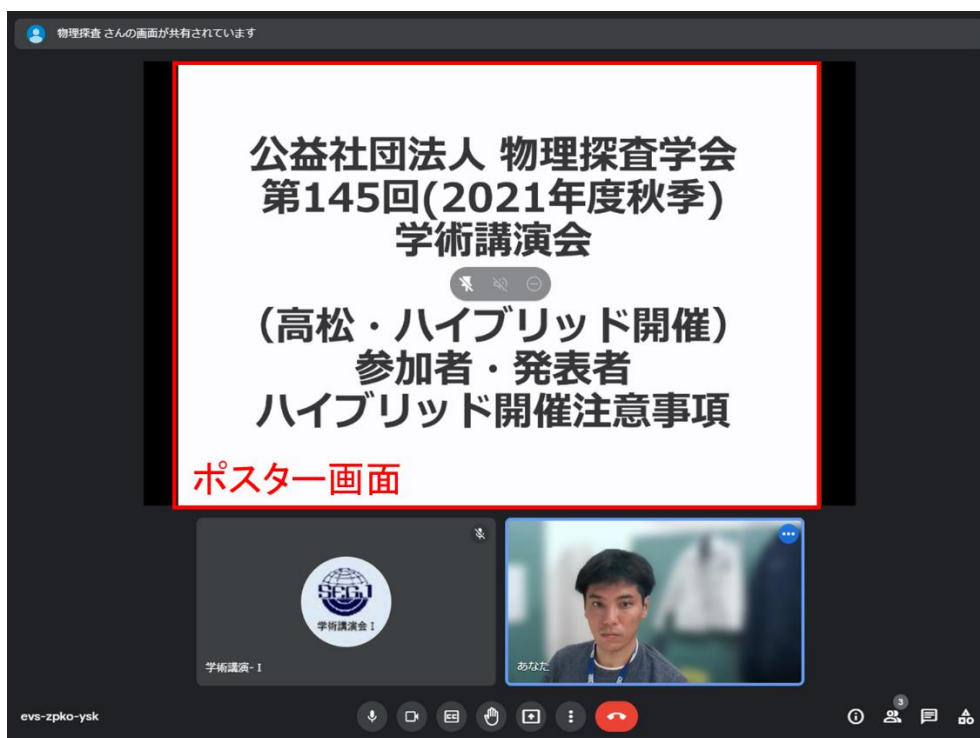 物理探査 さんの画面が共有されています
公益社団法人 物理探査学会
第145回(2021年度秋季)
学術講演会
（高松・ハイブリッド開催）
参加者・発表者
ハイブリッド開催注意事項
ポスター画面
SEGJ
学術講演会 I
学術講演- I
あなた
evs-zpko-ysk
CC
3